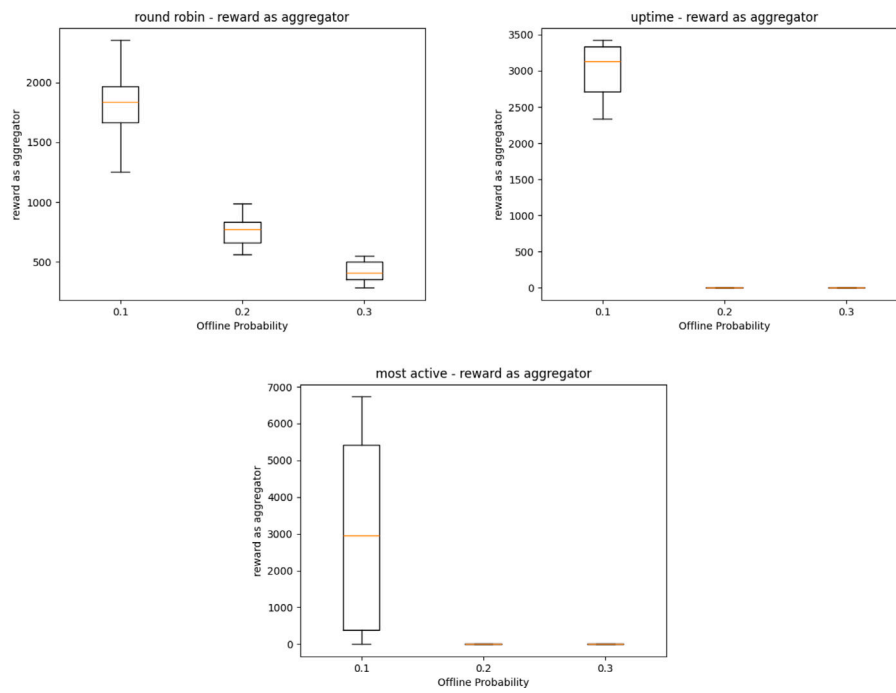 round robin - reward as aggregator
reward as aggregator
2000
1500
1000
500
0.1 0.2 0.3
Offline Probability
uptime - reward as aggregator
reward as aggregator
3500
3000
2500
2000
1500
1000
500
0
0.1 0.2 0.3
Offline Probability
most active - reward as aggregator
reward as aggregator
7000
6000
5000
4000
3000
2000
1000
0
0.1 0.2 0.3
Offline Probability